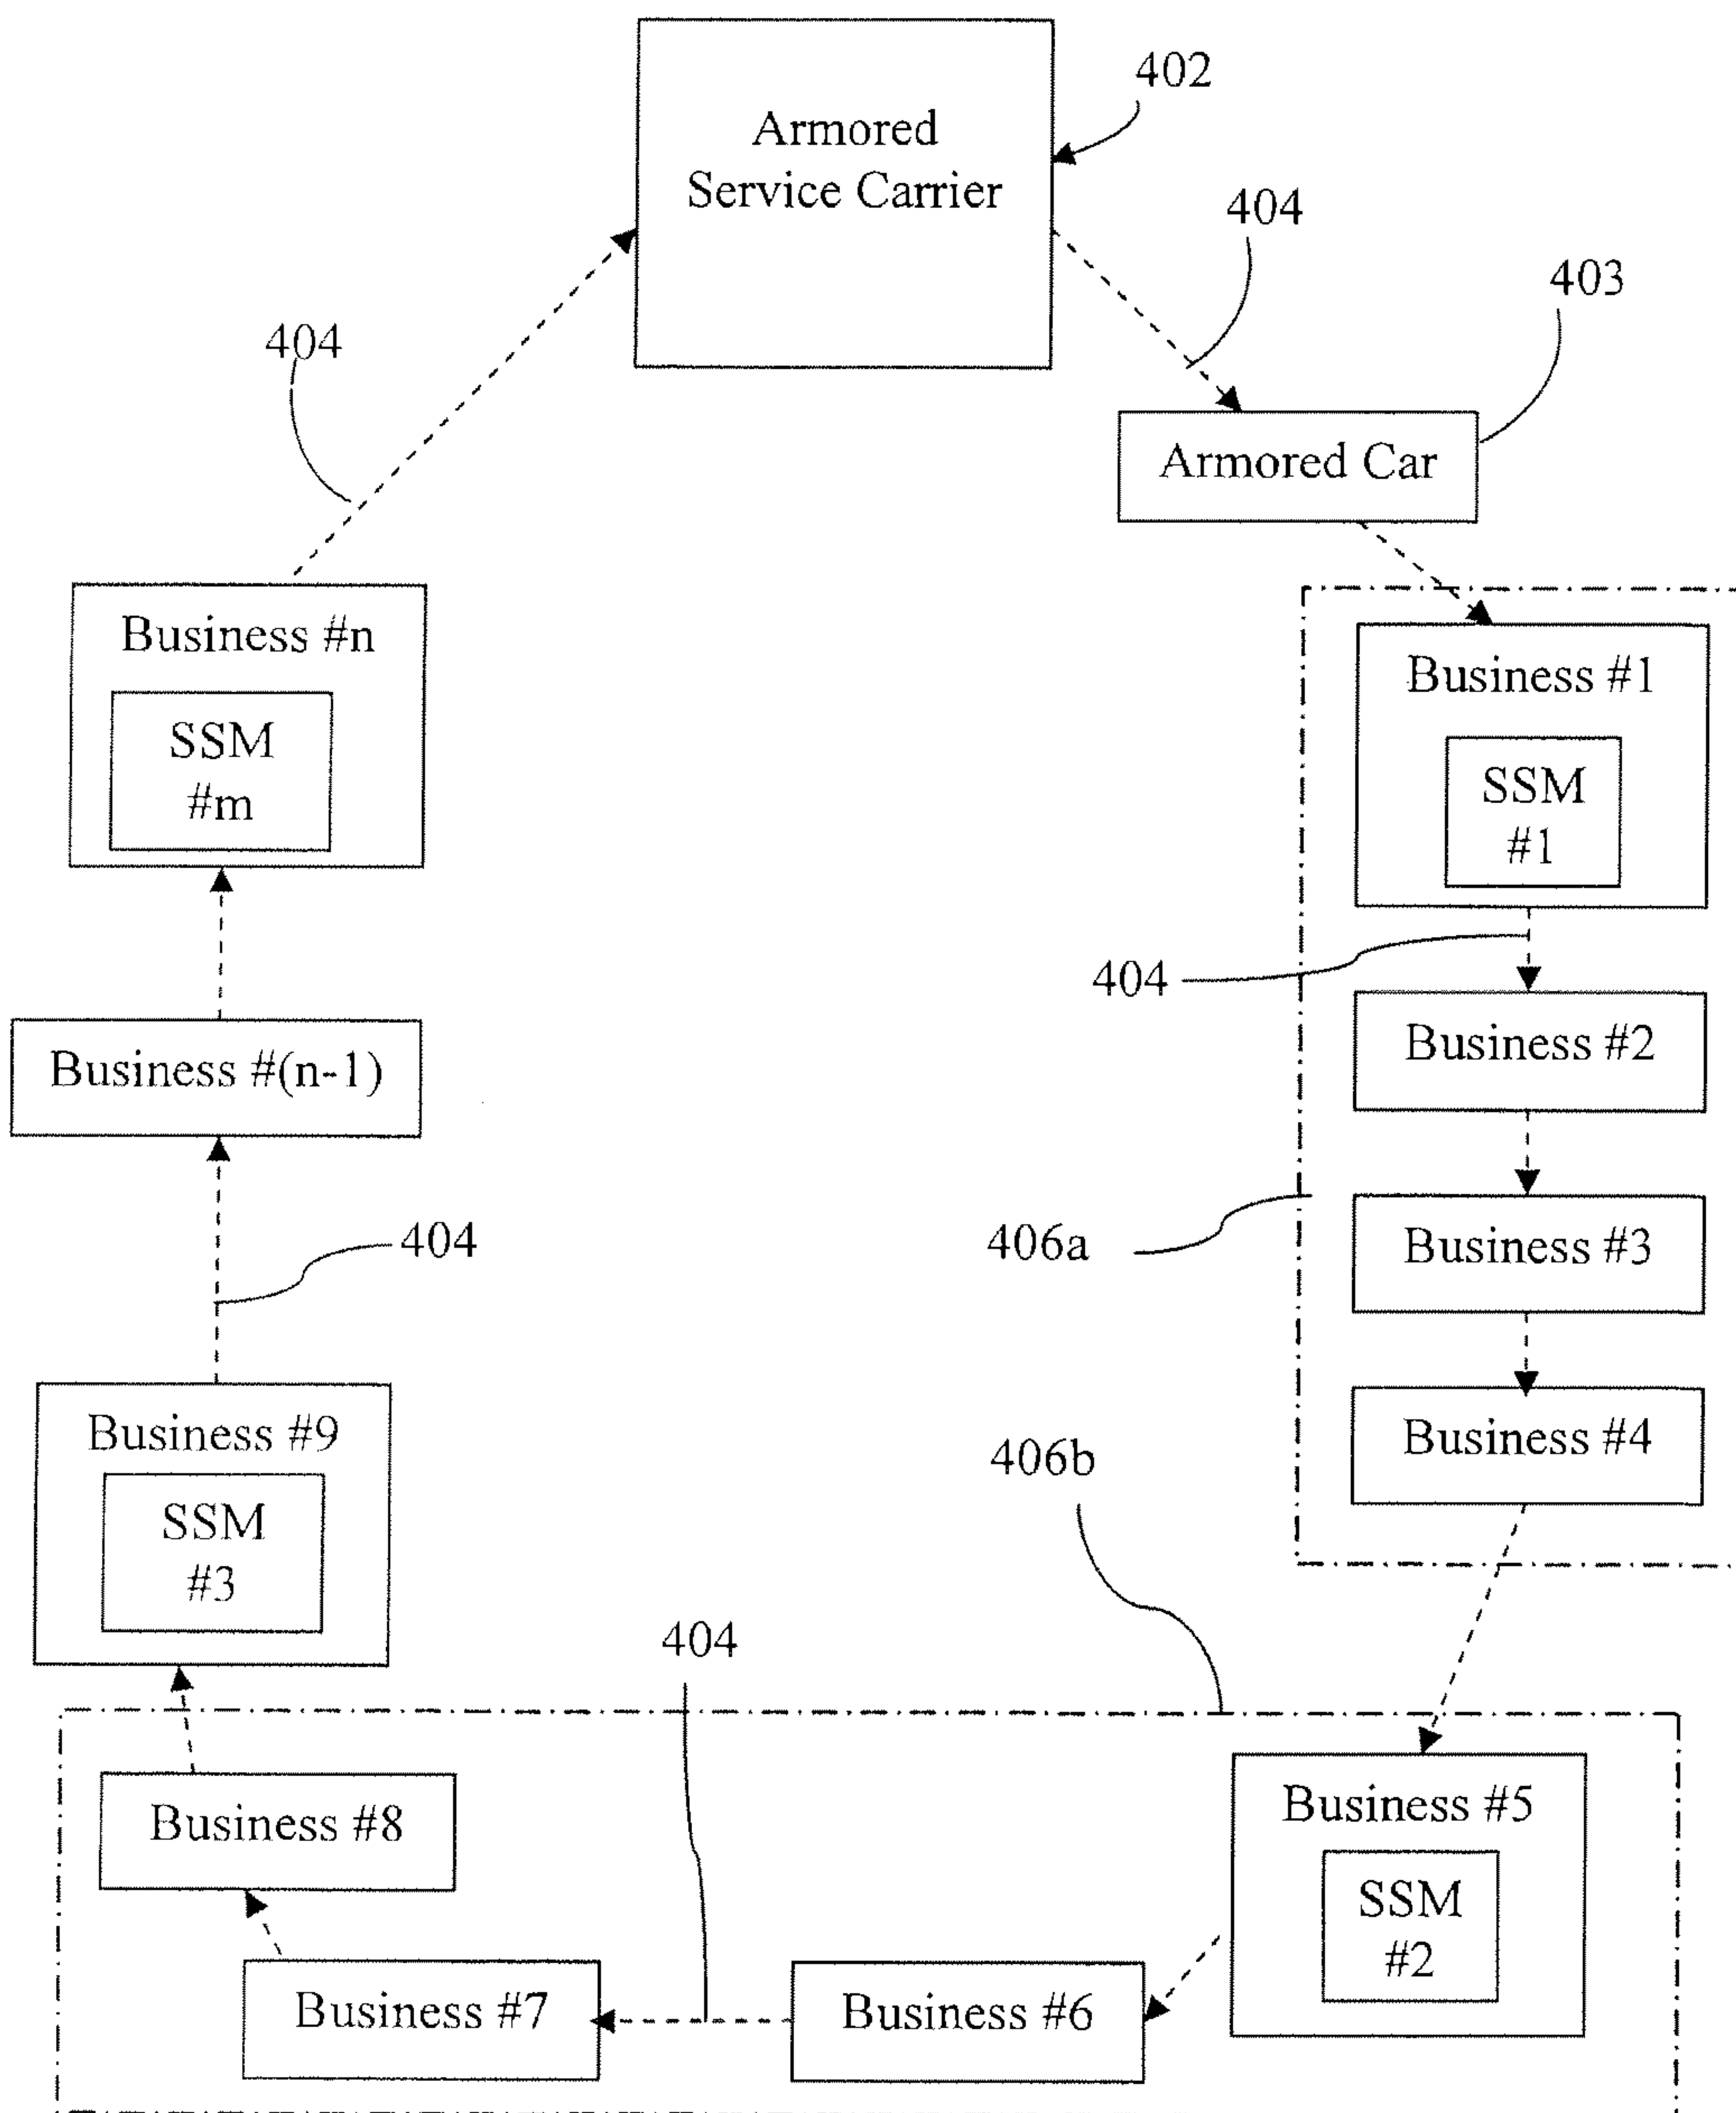 402
Armored
Service Carrier
404
403
404
Armored Car
Business #n
SSM
#m
Business #1
SSM
#1
404
Business #2
Business #(n-1)
404
406a
Business #3
Business #9
SSM
#3
406b
Business #4
404
Business #8
Business #5
SSM
#2
Business #7
Business #6